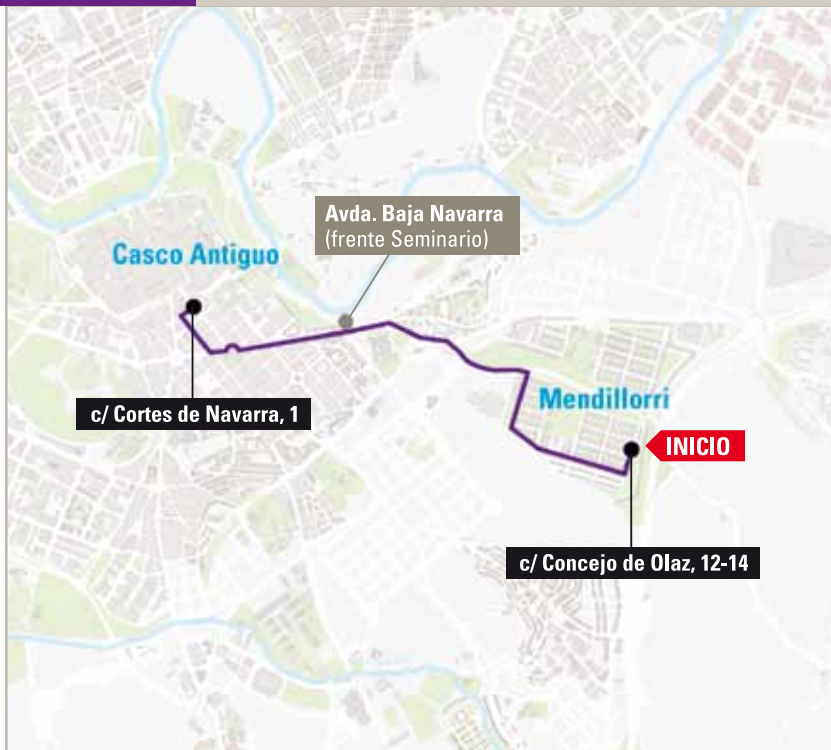 Avda. Baja Navarra
(frente Seminario)
Casco Antiguo
c/ Cortes de Navarra, 1
Mendillorri
INICIO
c/ Concejo de Olaz, 12-14